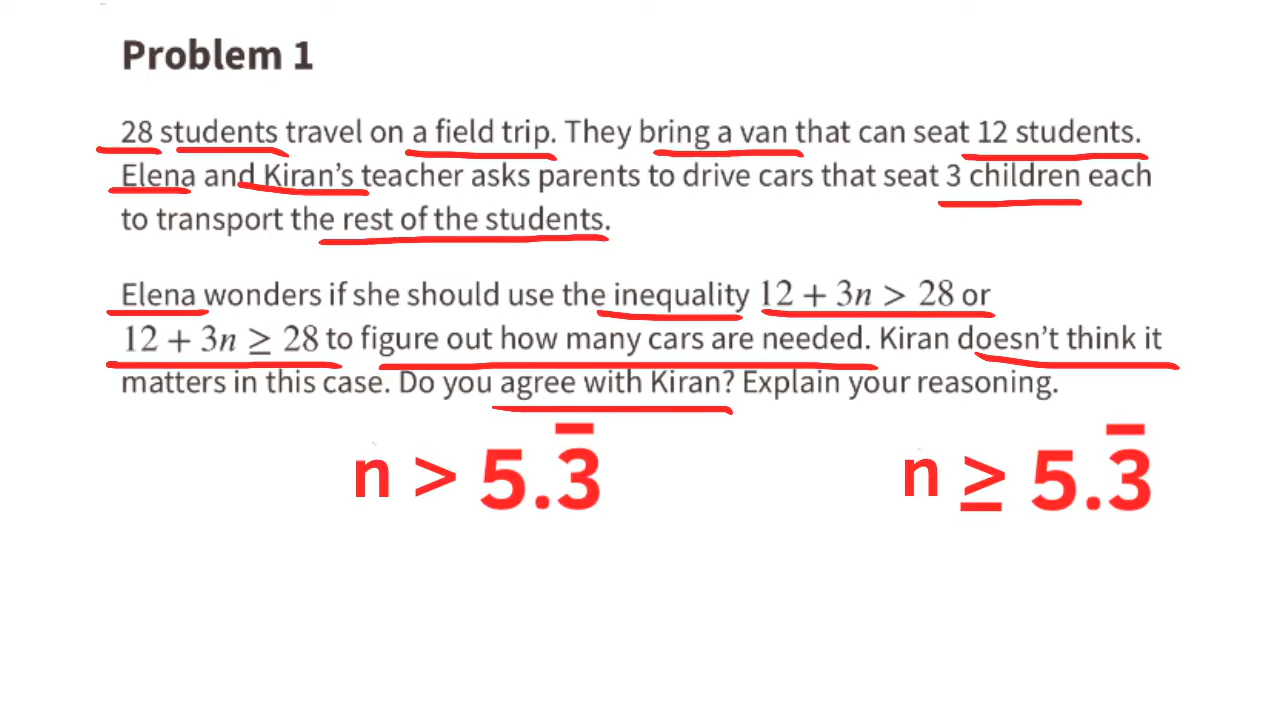 Problem 1
28 students travel on a field trip. They bring a van that can seat 12 students.
Elena and Kiran’s teacher asks parents to drive cars that seat 3 children each
to transport the rest of the students.
Elena wonders if she should use the inequality 12 + 3n > 28 or
12 + 3n ≥ 28 to figure out how many cars are needed. Kiran doesn’t think it
matters in this case. Do you agree with Kiran? Explain your reasoning.
n > 5.3̅ n ≥ 5.3̅